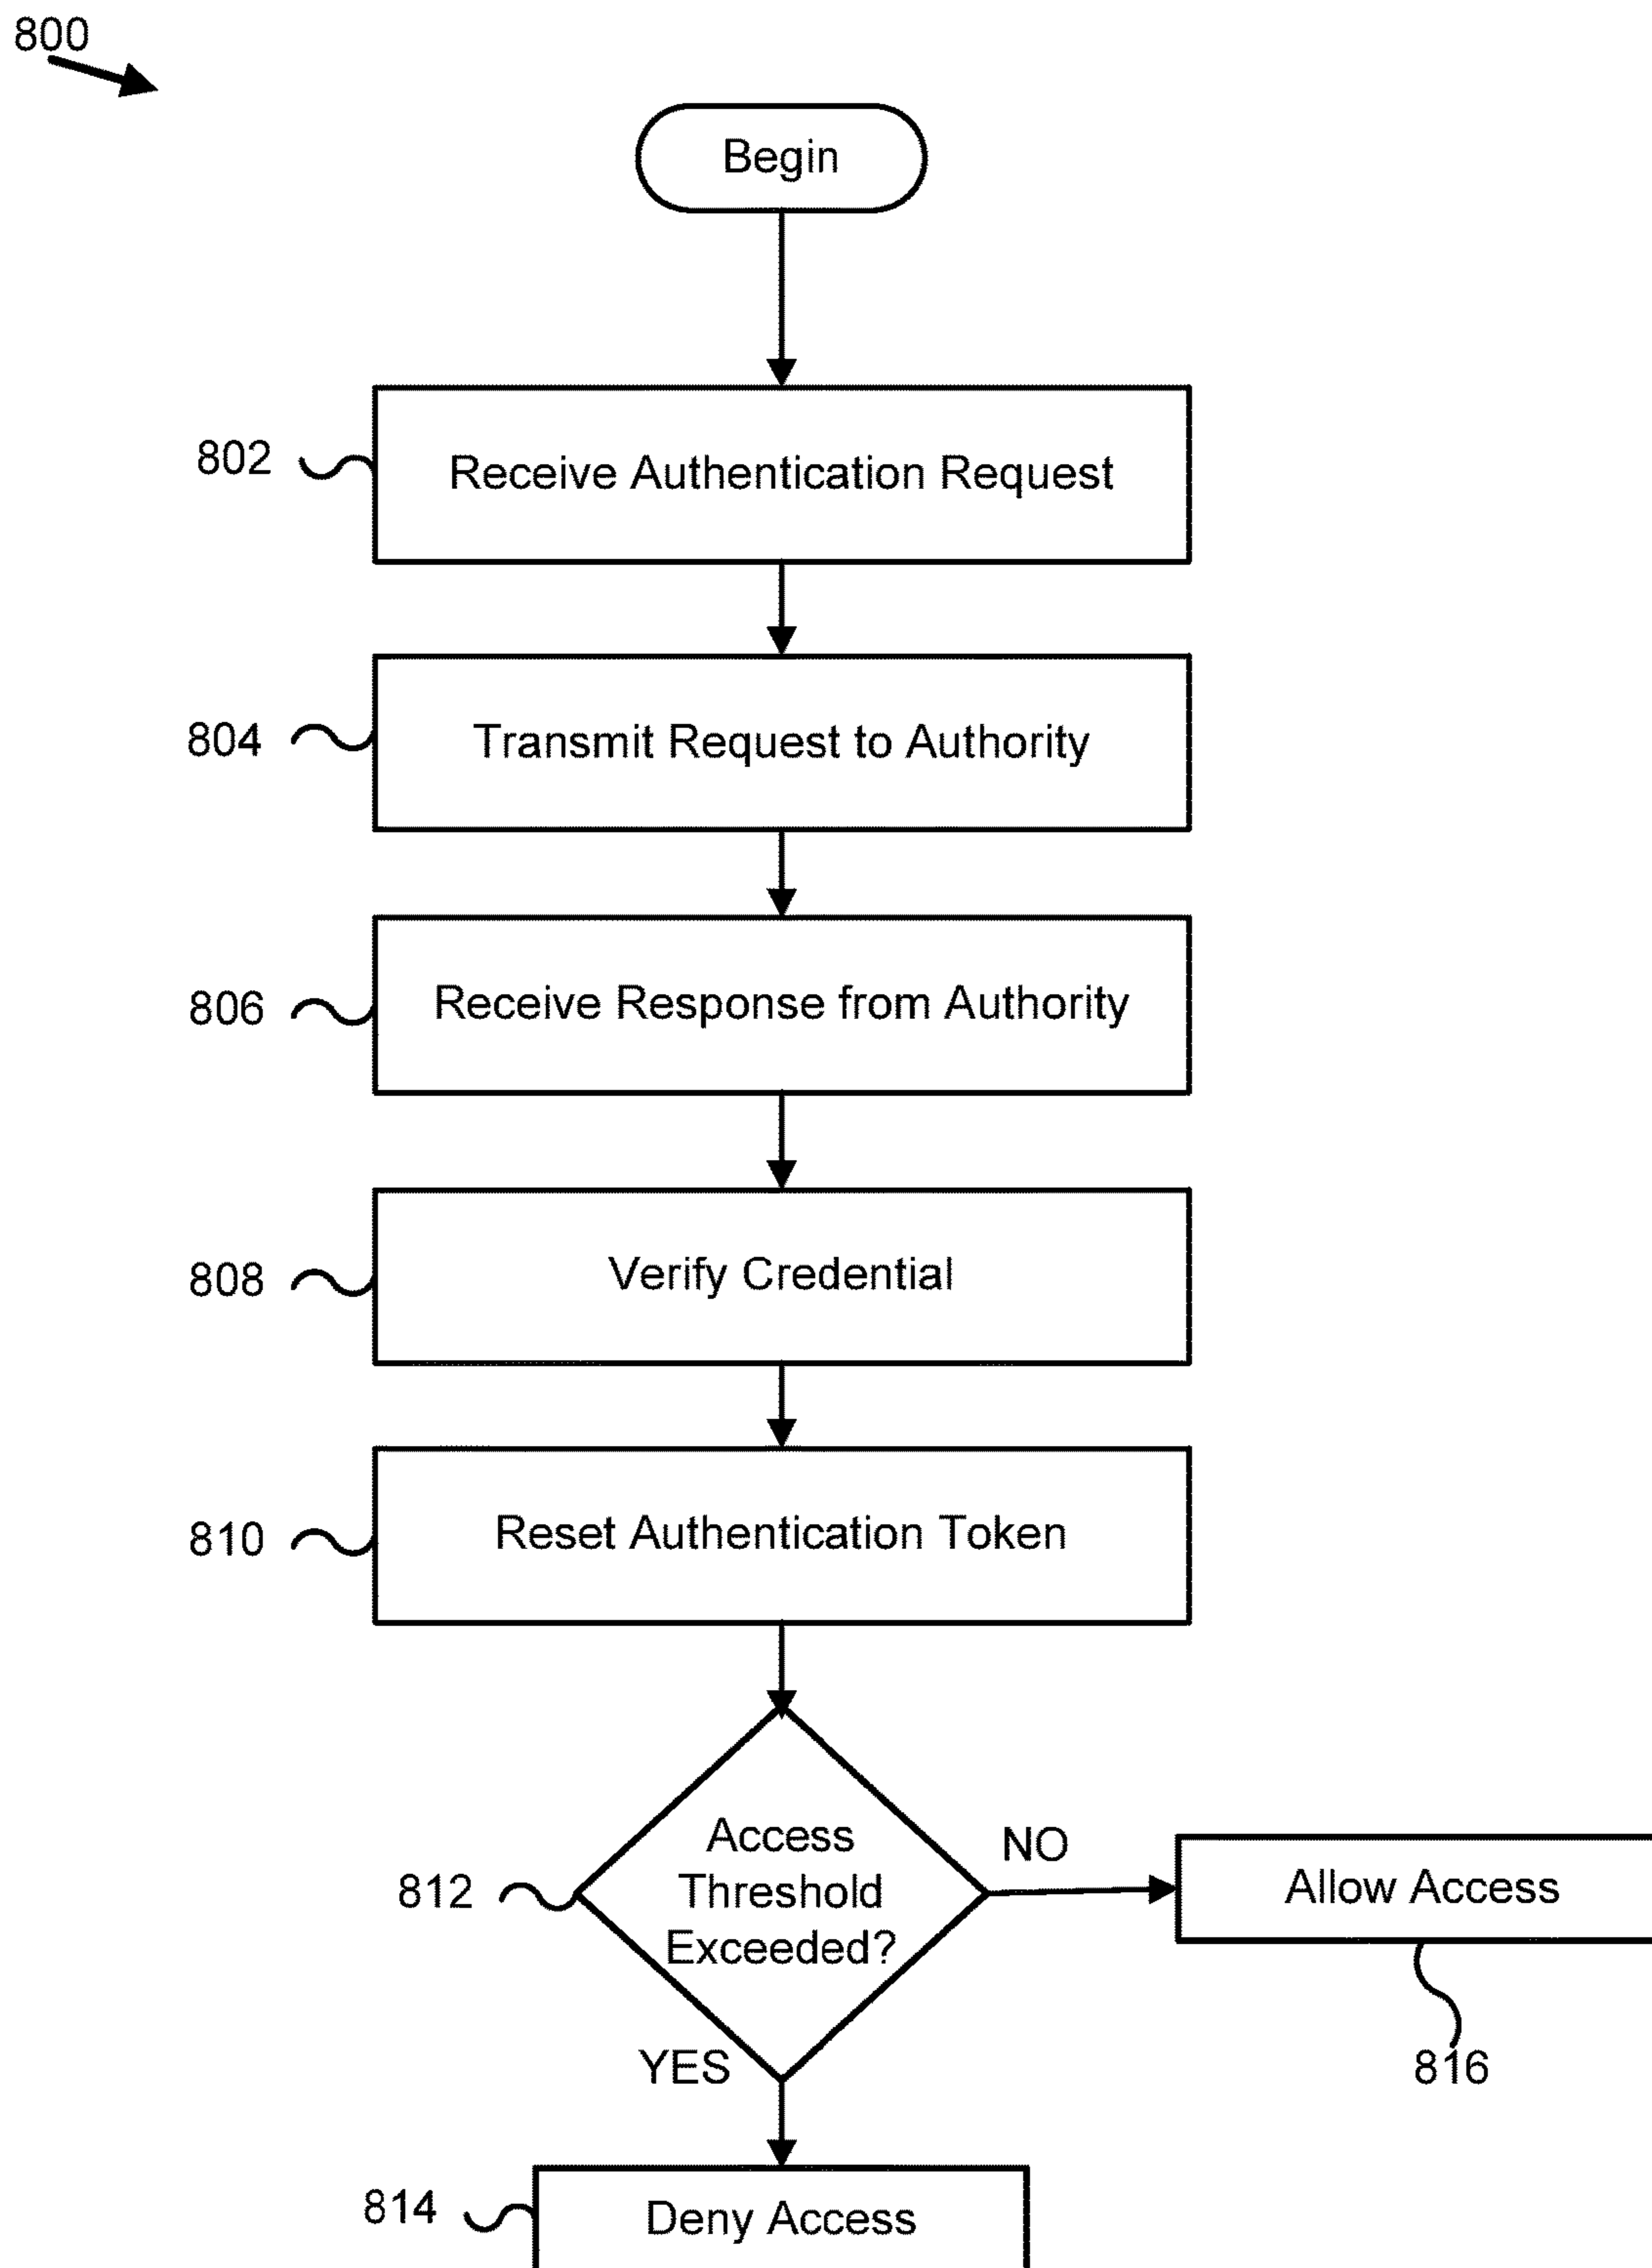 800
Begin
802
Receive Authentication Request
804
Transmit Request to Authority
806
Receive Response from Authority
808
Verify Credential
810
Reset Authentication Token
812
Access
Threshold
Exceeded?
NO
Allow Access
816
YES
814
Deny Access